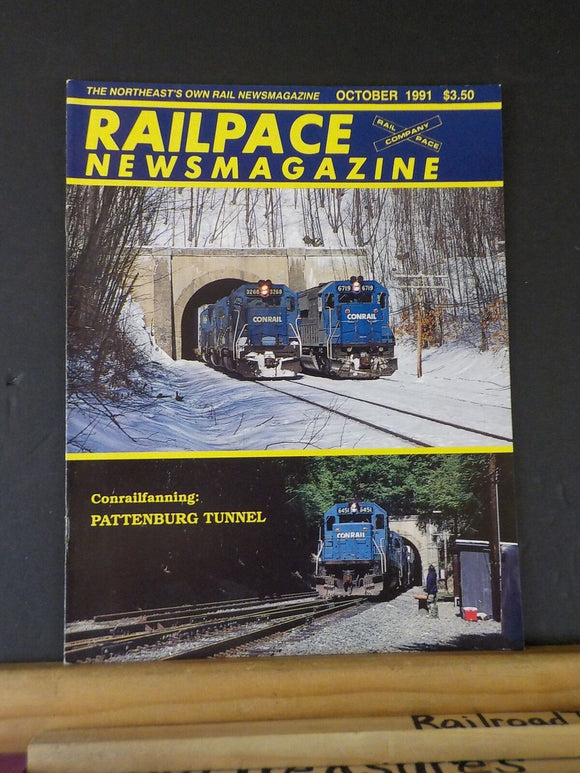 THE NORTHEAST'S OWN RAIL NEWSMAGAZINE OCTOBER 1991 $3.50
RAILPACE
NEWSMAGAZINE
RAIL PACE
COMPANY
3266 3268
CONRAIL
6719 6719
CONRAIL
Conrailfanning:
PATTENBURG TUNNEL
6451 6451
CONRAIL
Railroad